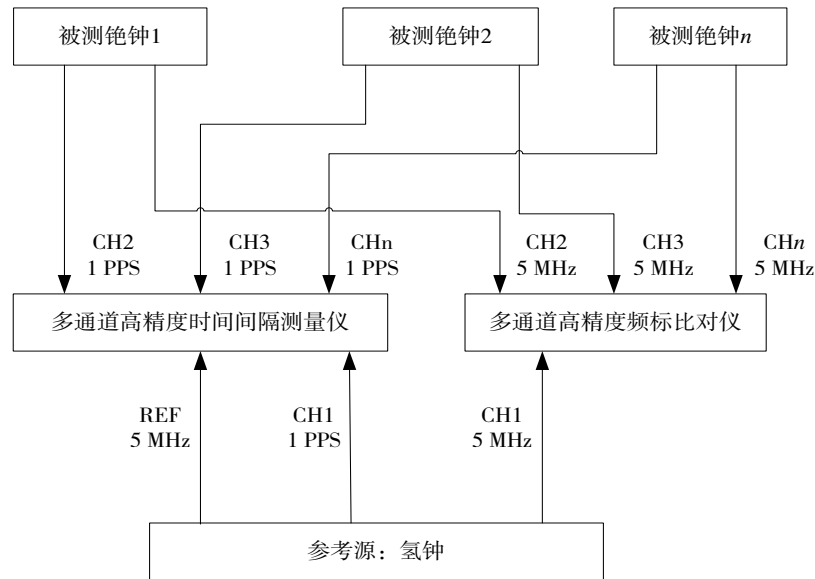 被测铯钟1
被测铯钟2
被测铯钟n
CH2
1 PPS
CH3
1 PPS
CHn
1 PPS
CH2
5 MHz
CH3
5 MHz
CHn
5 MHz
多通道高精度时间间隔测量仪
多通道高精度频标比对仪
REF
5 MHz
CH1
1 PPS
CH1
5 MHz
参考源：氢钟